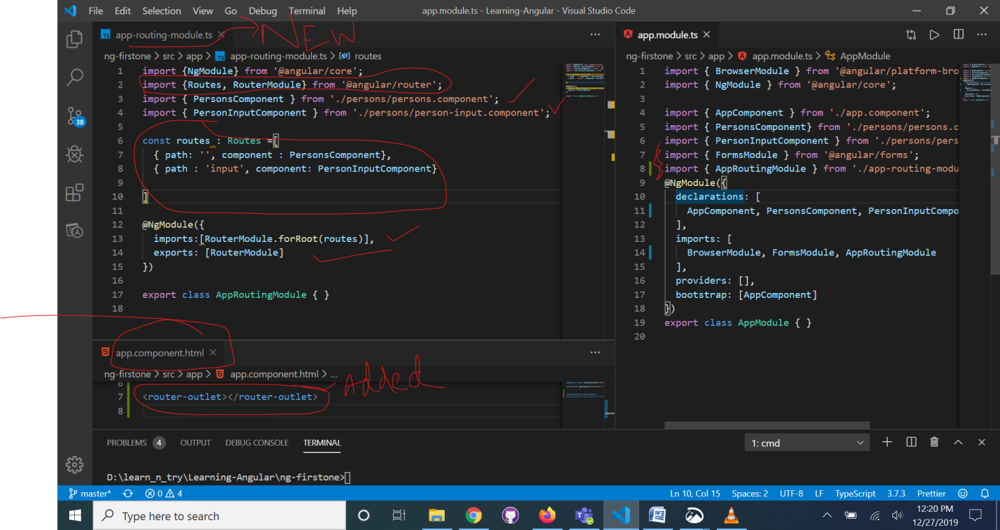 File Edit Selection View Go Debug Terminal Help
app.module.ts - Learning-Angular - Visual Studio Code
TS app-routing-module.ts
NEW
ng-firstone > src > app > TS app-routing-module.ts > routes
1 import {NgModule} from '@angular/core';
2 import {Routes, RouterModule} from '@angular/router';
3 import { PersonsComponent } from './persons/persons.component';
4 import { PersonInputComponent } from './persons/person-input.component';
5
6 const routes : Routes =[
7 { path: '', component : PersonsComponent},
8 { path : 'input', component: PersonInputComponent}
9
10 ]
11
12 @NgModule({
13 imports:[RouterModule.forRoot(routes)],
14 exports: [RouterModule]
15 })
16
17 export class AppRoutingModule { }
18
app.component.html
ng-firstone > src > app > app.component.html > ...
Added
6
7 <router-outlet></router-outlet>
8
app.module.ts
ng-firstone > src > app > app.module.ts > AppModule
1 import { BrowserModule } from '@angular/platform-bro
2 import { NgModule } from '@angular/core';
3
4 import { AppComponent } from './app.component';
5 import { PersonsComponent} from './persons/persons.c
6 import { PersonInputComponent } from './persons/pers
7 import { FormsModule } from '@angular/forms';
8 import { AppRoutingModule } from './app-routing-modu
9 @NgModule({
10 declarations: [
11 AppComponent, PersonsComponent, PersonInputCompo
12 ],
13 imports: [
14 BrowserModule, FormsModule, AppRoutingModule
15 ],
16 providers: [],
17 bootstrap: [AppComponent]
18 })
19 export class AppModule { }
20
38
PROBLEMS 4 OUTPUT DEBUG CONSOLE TERMINAL
1: cmd
D:\learn_n_try\Learning-Angular\ng-firstone>
master* 0 4
Ln 10, Col 15 Spaces: 2 UTF-8 LF TypeScript 3.7.3 Prettier
Type here to search
12:20 PM
12/27/2019